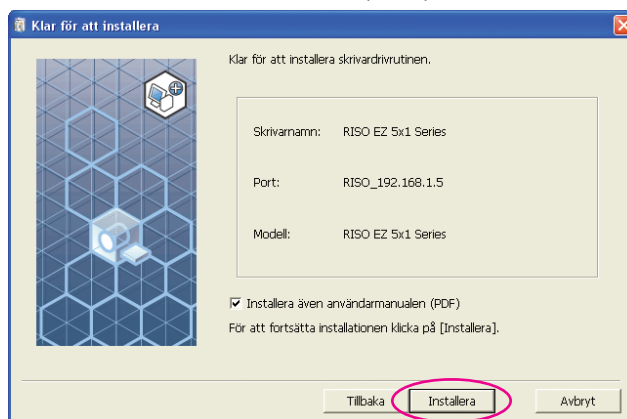 Klar för att installera
Klar för att installera skrivardrivrutinen.
Skrivarnamn: RISO EZ 5x1 Series
Port: RISO_192.168.1.5
Modell: RISO EZ 5x1 Series
Installera även användarmanualen (PDF)
För att fortsätta installationen klicka på [Installera].
Tillbaka Installera Avbryt